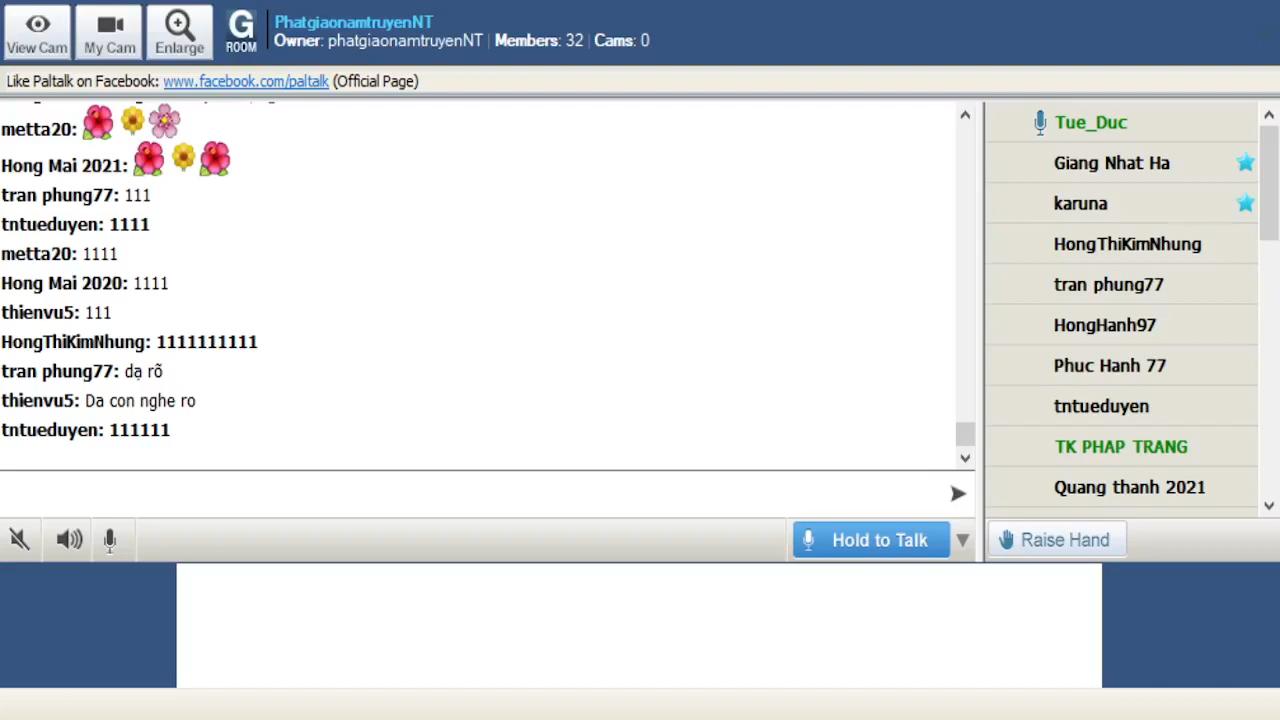 View Cam
My Cam
Enlarge
G
ROOM
PhatgiaonamtruyenNT
Owner: phatgiaonamtruyenNT | Members: 32 | Cams: 0
Like Paltalk on Facebook: www.facebook.com/paltalk (Official Page)
metta20:
Hong Mai 2021:
tran phung77: 111
tntueduyen: 1111
metta20: 1111
Hong Mai 2020: 1111
thienvu5: 111
HongThiKimNhung: 1111111111
tran phung77: dạ rõ
thienvu5: Da con nghe ro
tntueduyen: 111111
Hold to Talk
Tue_Duc
Giang Nhat Ha
karuna
HongThiKimNhung
tran phung77
HongHanh97
Phuc Hanh 77
tntueduyen
TK PHAP TRANG
Quang thanh 2021
Raise Hand